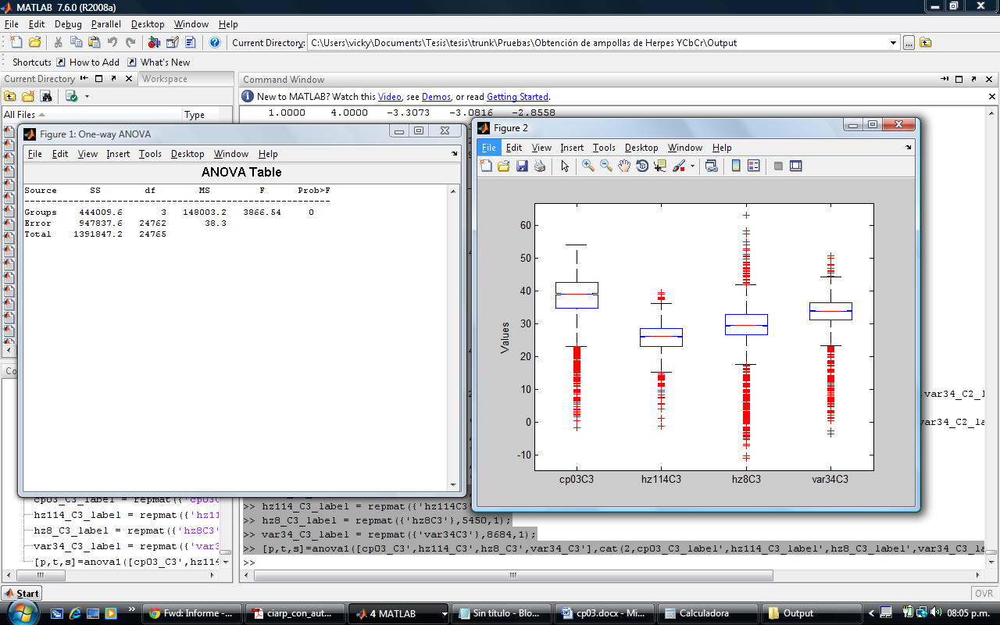 MATLAB 7.6.0 (R2008a)
File Edit Debug Parallel Desktop Window Help
Current Directory: C:\Users\vicky\Documents\Tesis\tesis\trunk\Pruebas\Obtención de ampollas de Herpes YCbCr\Output
Shortcuts How to Add What's New
Current Directory Workspace
All Files Type
Command Window
New to MATLAB? Watch this Video, see Demos, or read Getting Started.
1.0000 4.0000 -3.3073 -3.0816 -2.8558
Figure 1: One-way ANOVA
File Edit View Insert Tools Desktop Window Help
ANOVA Table
Source SS df MS F Prob>F
Groups 444009.6 3 148003.2 3866.54 0
Error 947837.6 24762 38.3
Total 1391847.2 24765
Figure 2
File Edit View Insert Tools Desktop Window Help
Values
60
50
40
30
20
10
0
-10
cp03C3 hz114C3 hz8C3 var34C3
var34_C2_l
var34_C2_la
cp03_C3_label = repmat({'cp03C
hz114_C3_label = repmat({'hz11
hz8_C3_label = repmat({'hz8C3'
var34_C3_label = repmat({'var3
[p,t,s]=anova1([cp03_C3',hz114
>> hz114_C3_label = repmat({'hz114C3'
>> hz8_C3_label = repmat({'hz8C3'},5450,1);
>> var34_C3_label = repmat({'var34C3'},8684,1);
>> [p,t,s]=anova1([cp03_C3',hz114_C3',hz8_C3',var34_C3'],cat(2,cp03_C3_label',hz114_C3_label',hz8_C3_label',var34_C3_la
>>
Start OVR
Fwd: Informe -... ciarp_con_aut... 4 MATLAB Sin título - Blo... cp03.docx - Mi... Calculadora Output 08:05 p.m.